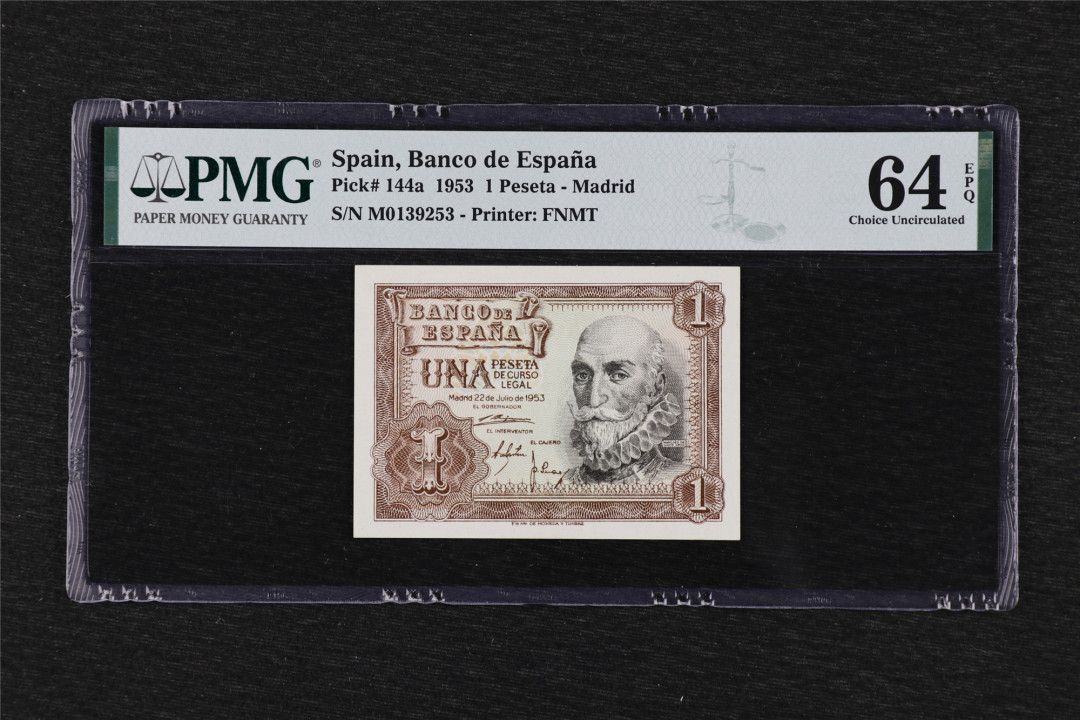 PMG®
PAPER MONEY GUARANTY
Spain, Banco de España
Pick# 144a 1953 1 Peseta - Madrid
S/N M0139253 - Printer: FNMT
64
EPQ
Choice Uncirculated
BANCO DE
ESPAÑA
UNA PESETA
DE CURSO
LEGAL
Madrid 22 de Julio de 1953
EL GOBERNADOR
EL INTERVENTOR
EL CAJERO
1
1
1